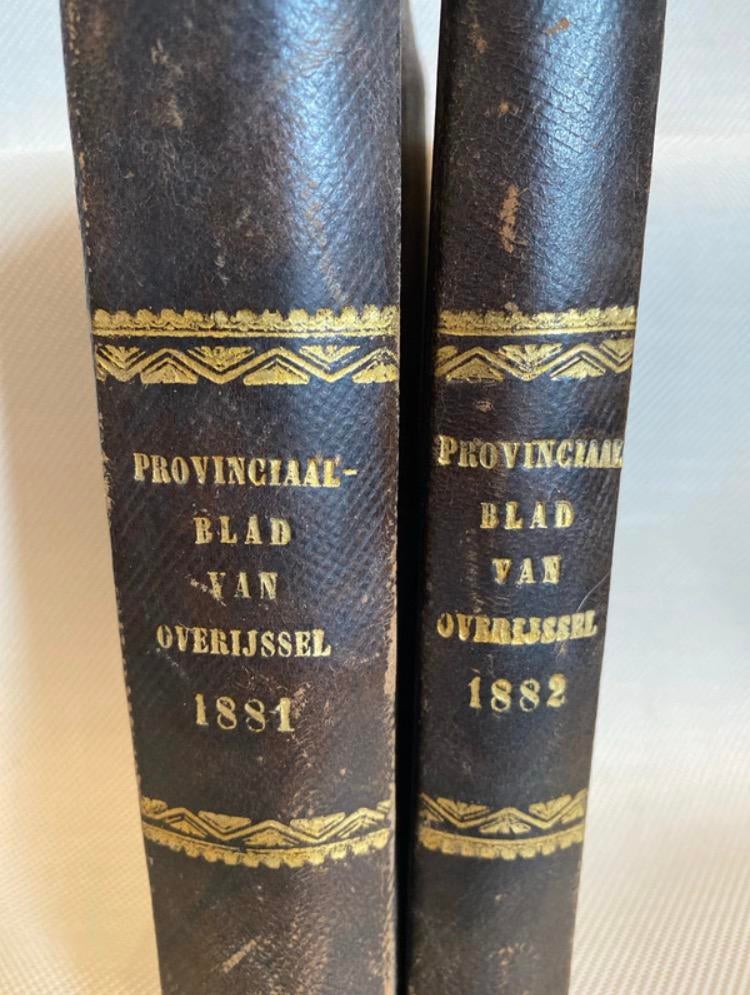 PROVINCIAAL-
BLAD
VAN
OVERIJSSEL
1881
PROVINCIAAL
BLAD
VAN
OVERIJSSEL
1882